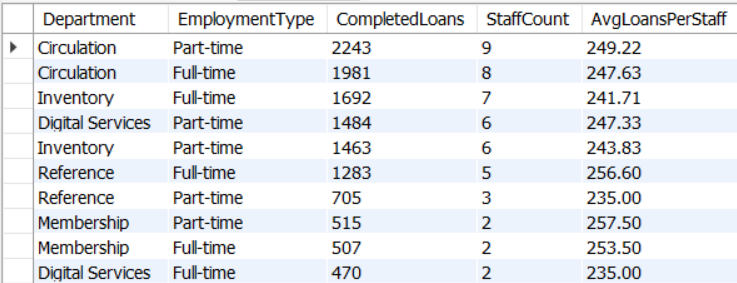 Department EmploymentType CompletedLoans StaffCount AvgLoansPerStaff
Circulation Part-time 2243 9 249.22
Circulation Full-time 1981 8 247.63
Inventory Full-time 1692 7 241.71
Digital Services Part-time 1484 6 247.33
Inventory Part-time 1463 6 243.83
Reference Full-time 1283 5 256.60
Reference Part-time 705 3 235.00
Membership Part-time 515 2 257.50
Membership Full-time 507 2 253.50
Digital Services Full-time 470 2 235.00